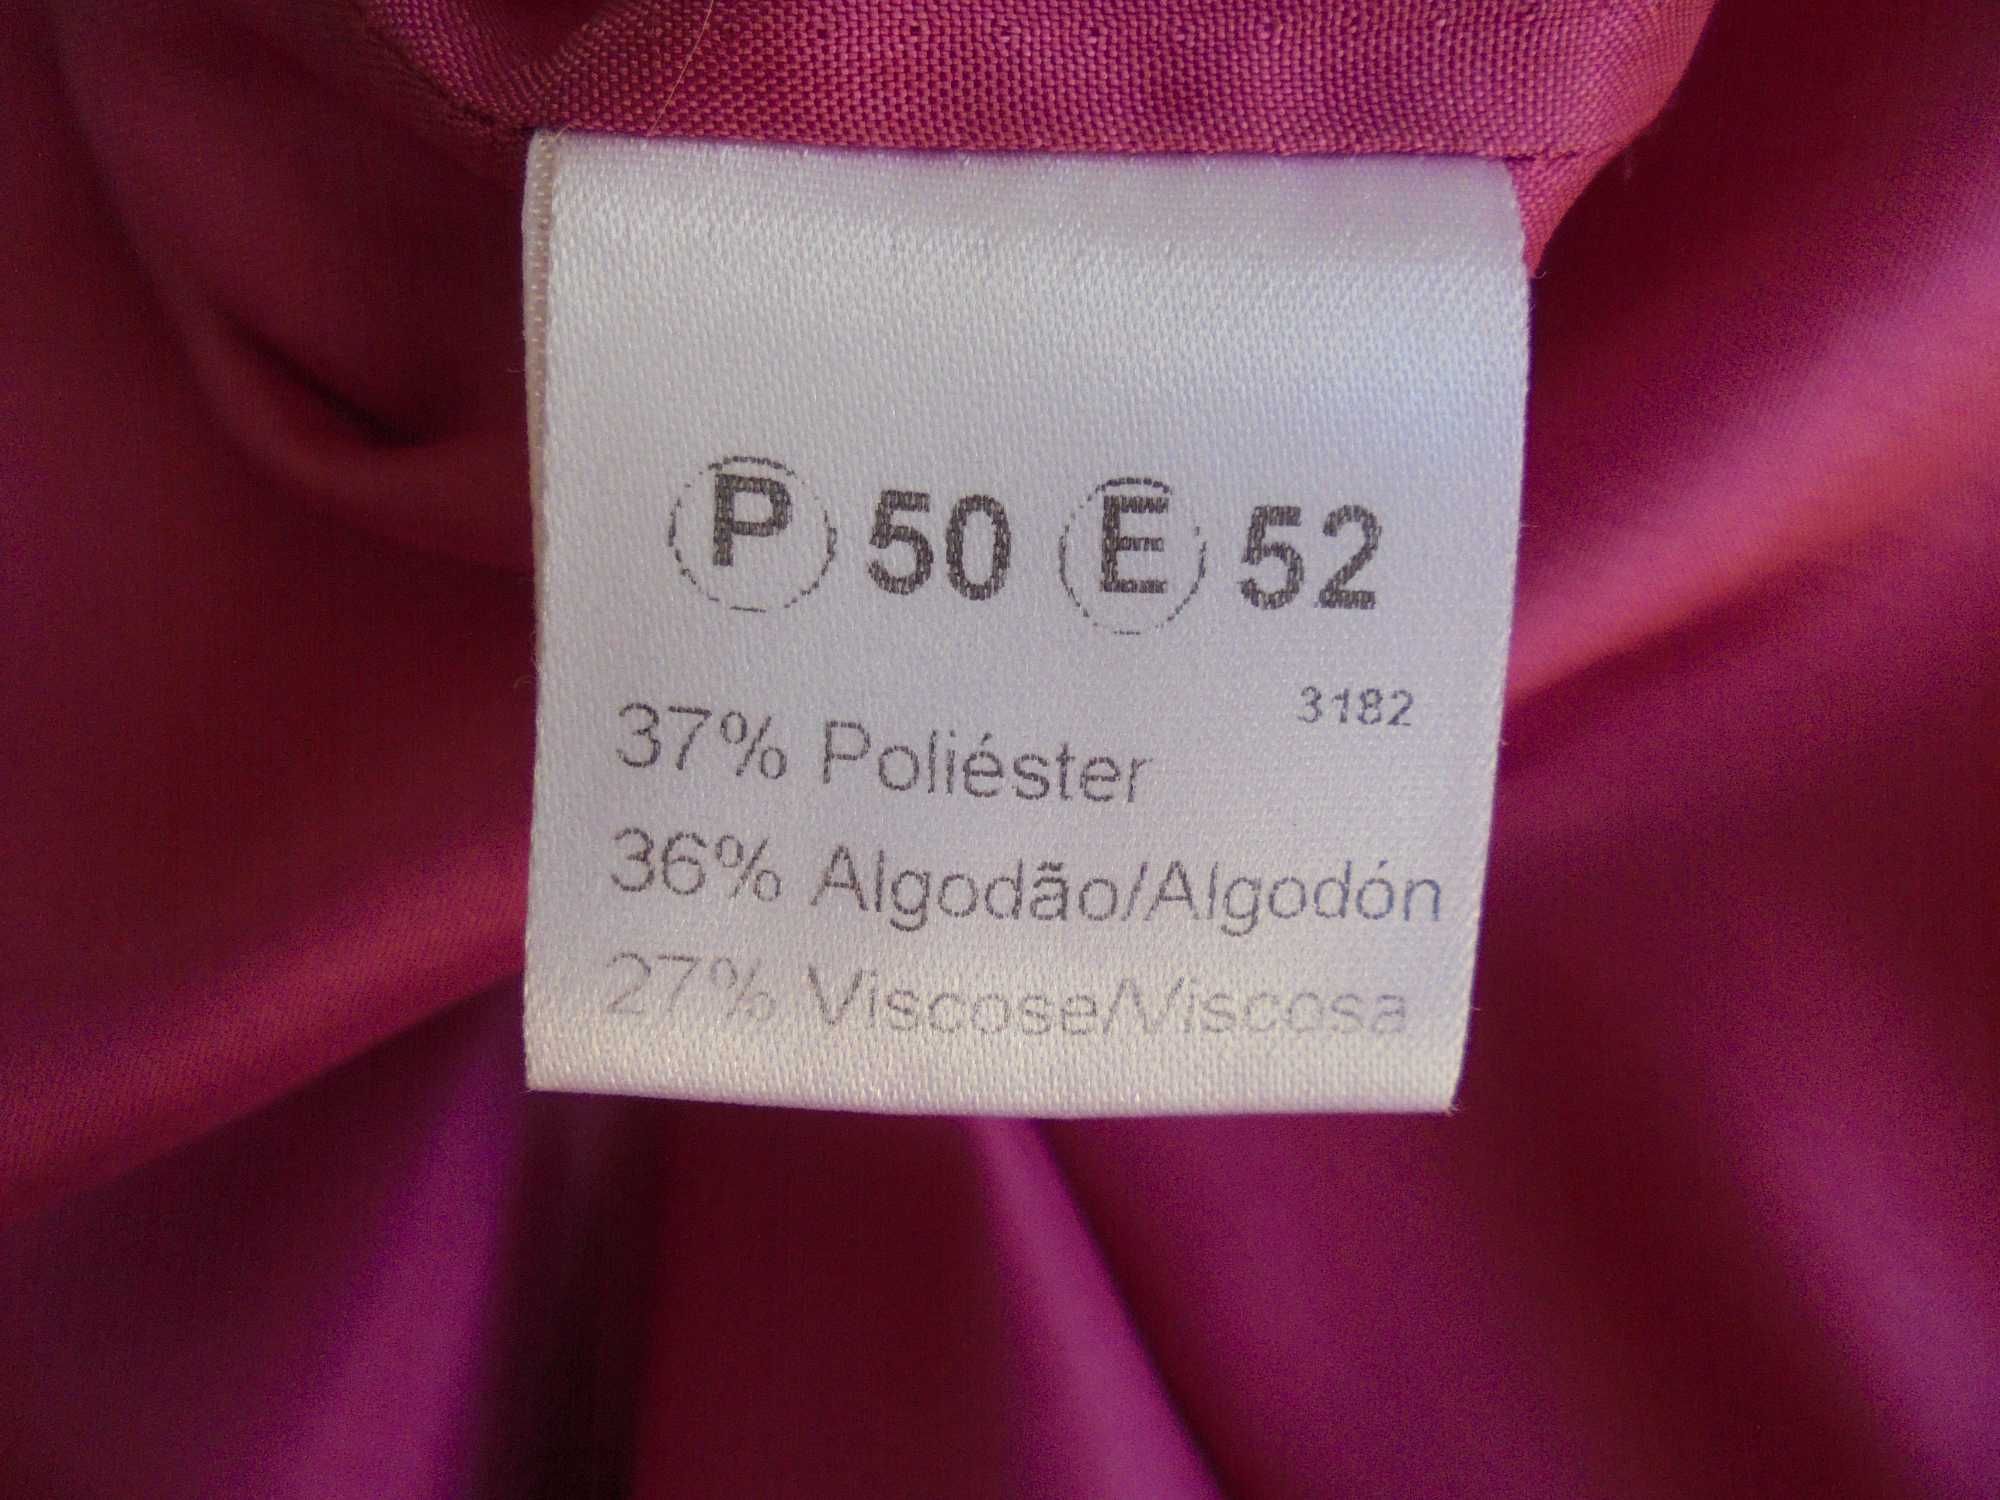 P 50 E 52
3182
37% Poliéster
36% Algodão/Algodón
27% Viscose/Viscosa